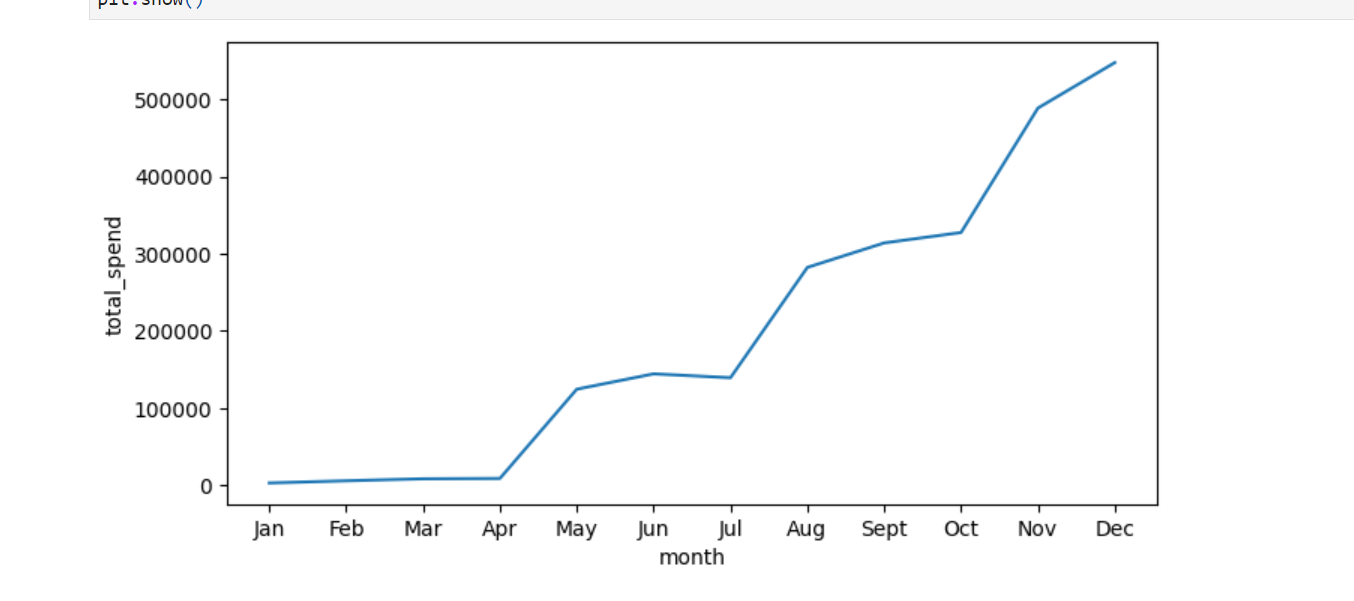 plt.show()
500000
400000
300000
200000
100000
0
total_spend
Jan Feb Mar Apr May Jun Jul Aug Sept Oct Nov Dec
month